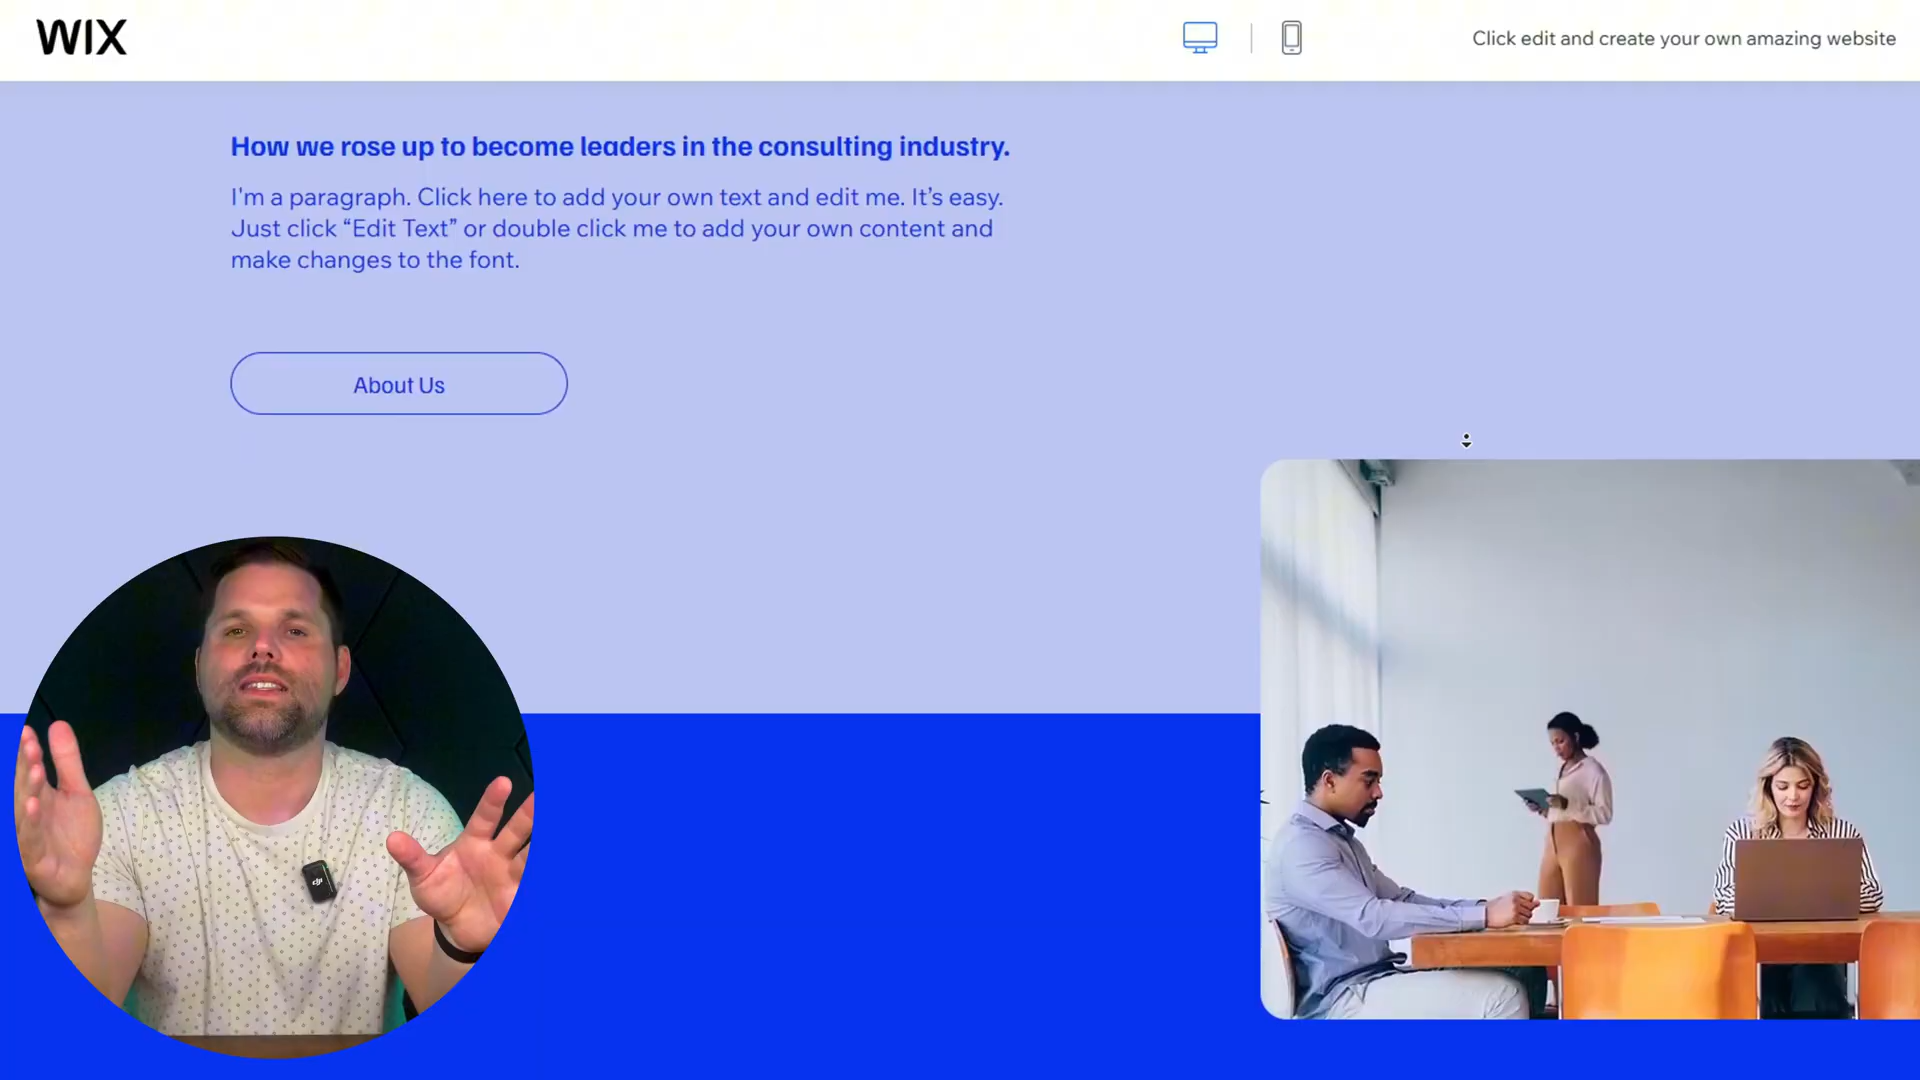 WIX
Click edit and create your own amazing website
How we rose up to become leaders in the consulting industry.
I'm a paragraph. Click here to add your own text and edit me. It’s easy.
Just click “Edit Text” or double click me to add your own content and
make changes to the font.
About Us
dji